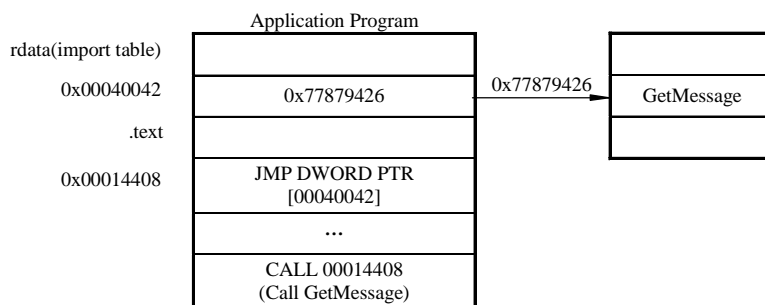 Application Program
rdata(import table)
0x00040042
0x77879426
0x77879426
GetMessage
.text
0x00014408
JMP DWORD PTR
[00040042]
...
CALL 00014408
(Call GetMessage)